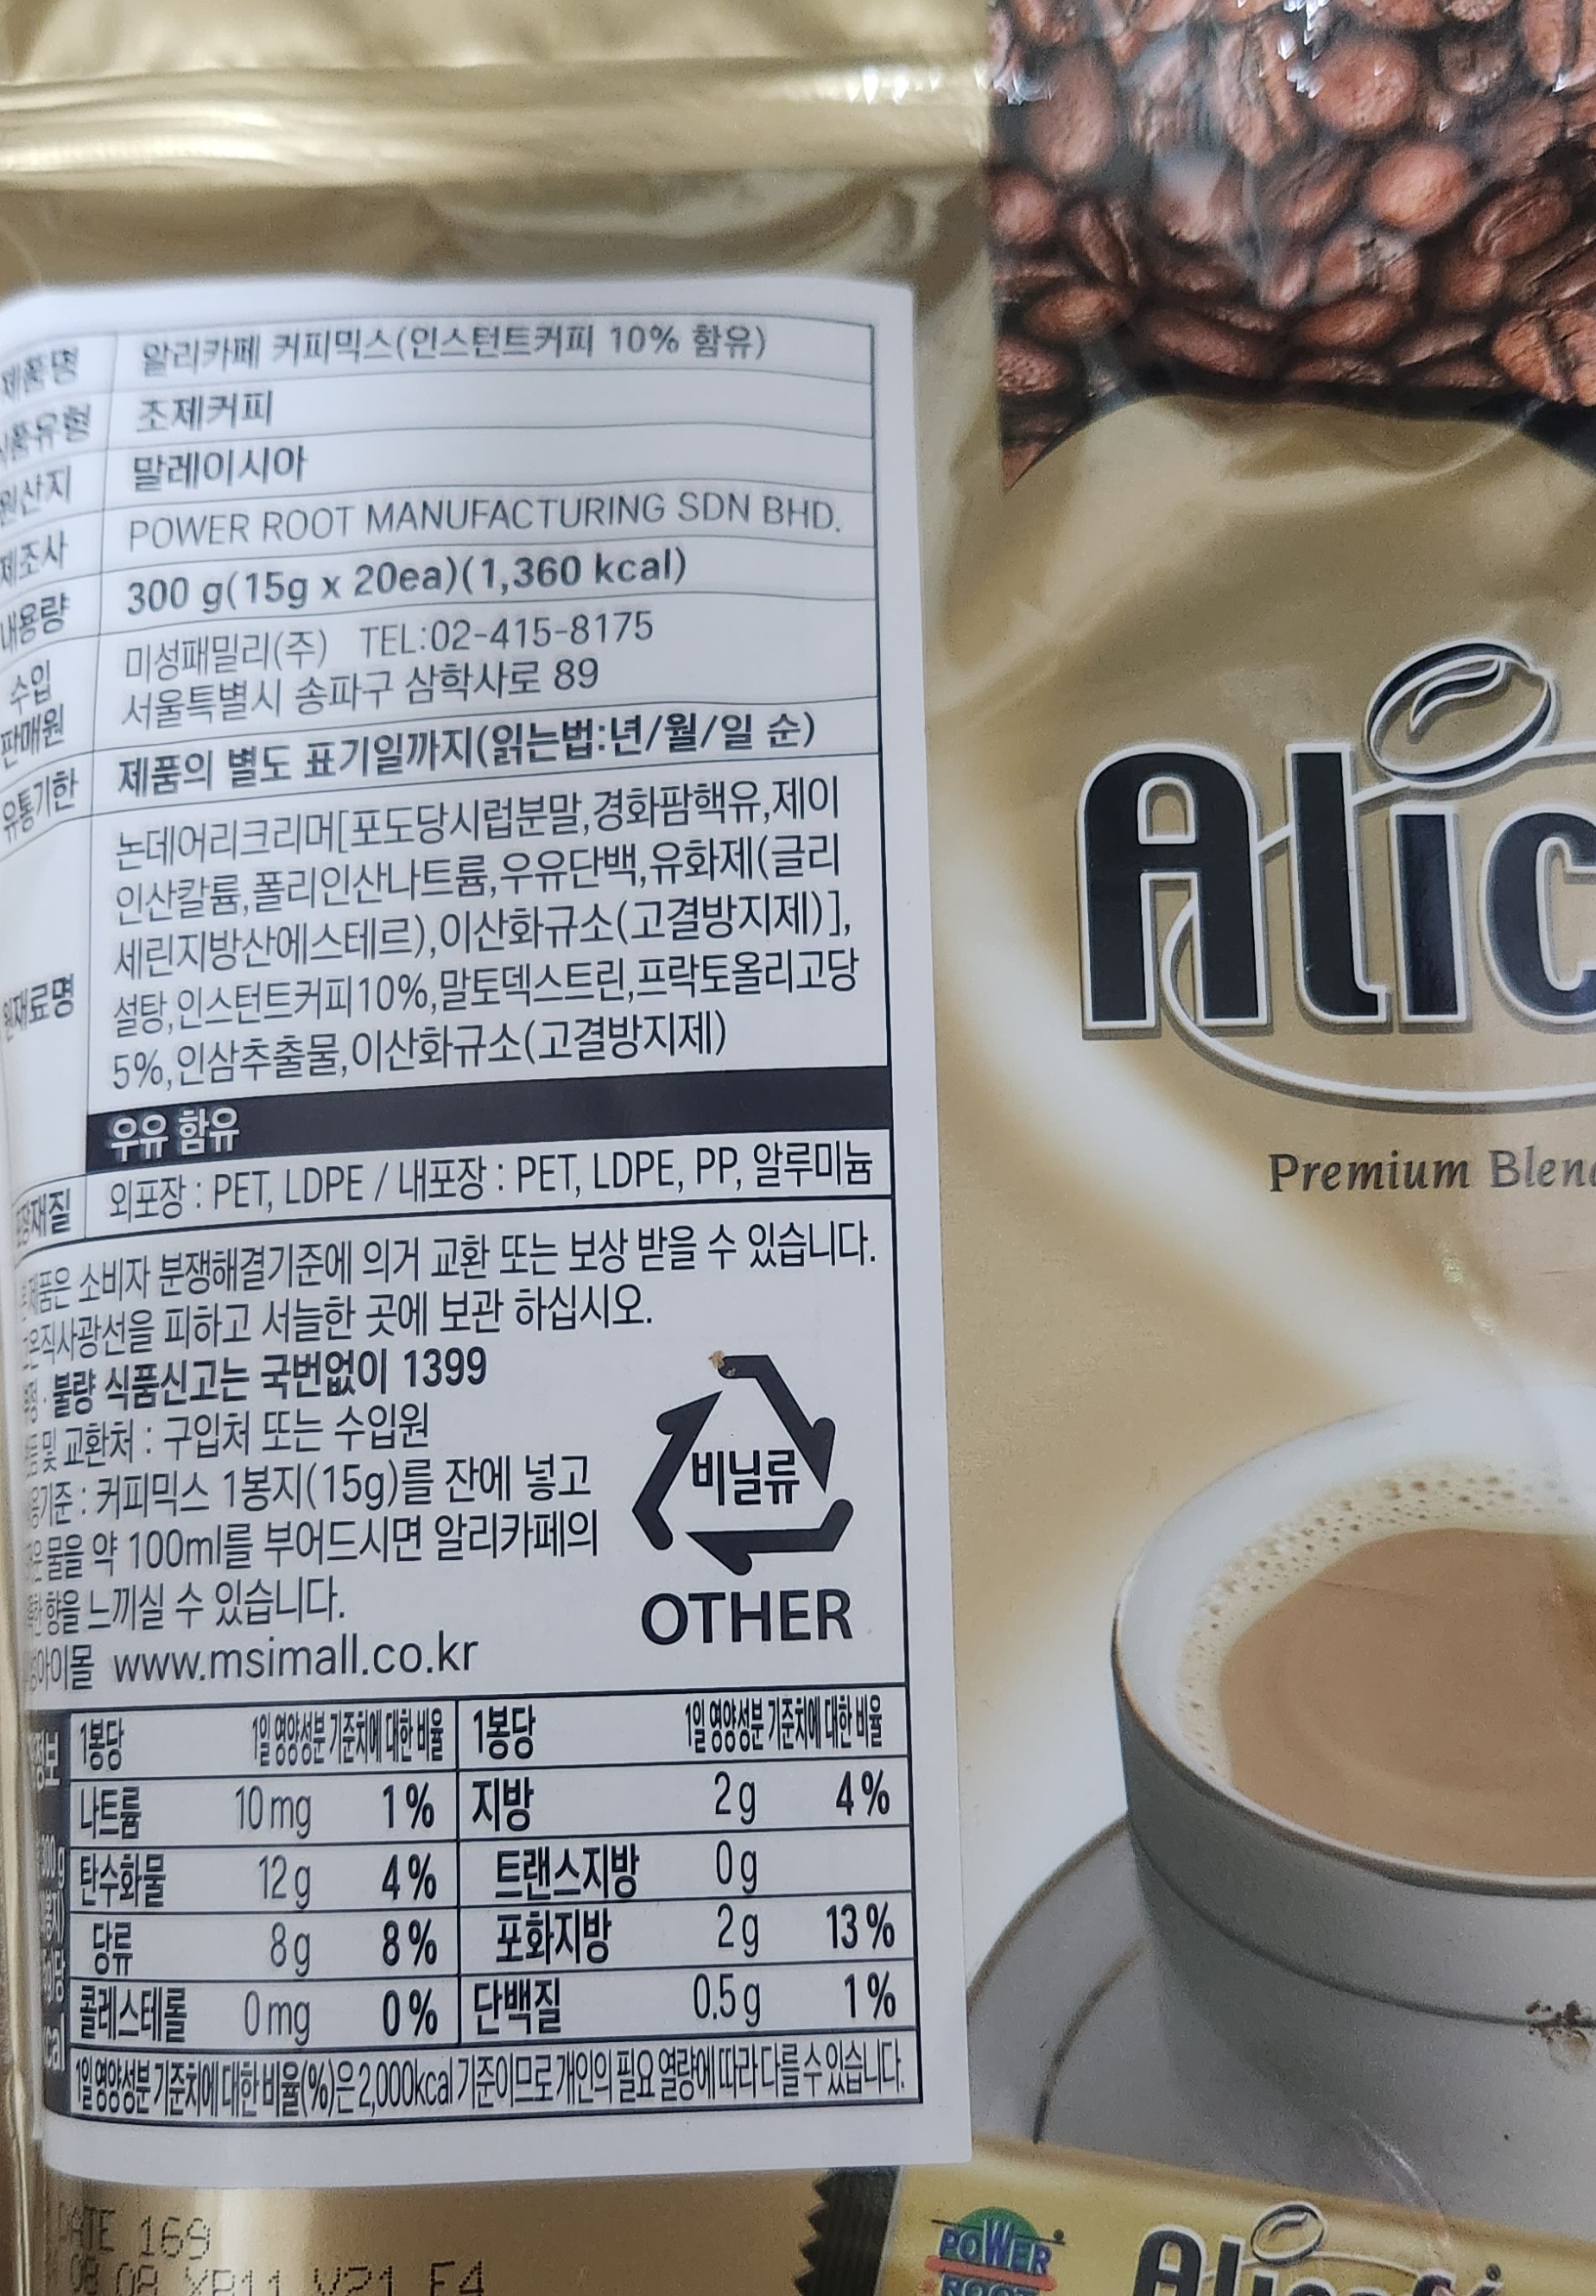 제품명 알리카페 커피믹스(인스턴트커피 10% 함유)
식품유형 조제커피
원산지 말레이시아
제조사 POWER ROOT MANUFACTURING SDN BHD.
내용량 300 g(15g x 20ea)(1,360 kcal)
수입 미성패밀리(주) TEL:02-415-8175
판매원 서울특별시 송파구 삼학사로 89
유통기한 제품의 별도 표기일까지(읽는법:년/월/일 순)
논데어리크리머[포도당시럽분말,경화팜핵유,제이
인산칼륨,폴리인산나트륨,우유단백,유화제(글리
세린지방산에스테르),이산화규소(고결방지제)],
원재료명 설탕,인스턴트커피10%,말토덱스트린,프락토올리고당
5%,인삼추출물,이산화규소(고결방지제)
우유 함유
재질 외포장 : PET, LDPE / 내포장 : PET, LDPE, PP, 알루미늄
제품은 소비자 분쟁해결기준에 의거 교환 또는 보상 받을 수 있습니다.
직사광선을 피하고 서늘한 곳에 보관 하십시오.
불량 식품신고는 국번없이 1399
및 교환처 : 구입처 또는 수입원
기준 : 커피믹스 1봉지(15g)를 잔에 넣고
물을 약 100ml를 부어드시면 알리카페의
향을 느끼실 수 있습니다.
아이몰 www.msimall.co.kr
비닐류
OTHER
1봉당 1일 영양성분 기준치에 대한 비율 1봉당 1일 영양성분 기준치에 대한 비율
나트륨 10 mg 1 % 지방 2 g 4 %
탄수화물 12 g 4 % 트랜스지방 0 g
당류 8 g 8 % 포화지방 2 g 13 %
콜레스테롤 0 mg 0 % 단백질 0.5 g 1 %
1일 영양성분 기준치에 대한 비율(%)은 2,000kcal 기준이므로 개인의 필요 열량에 따라 다를 수 있습니다.
Alic
Premium Blen
169
08 XB11 V21 F4
POWER
ROOT